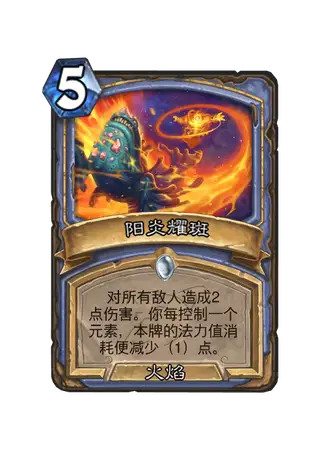 5
阳炎耀斑
对所有敌人造成2
点伤害。你每控制一个
元素，本牌的法力值消
耗便减少（1）点。
火焰